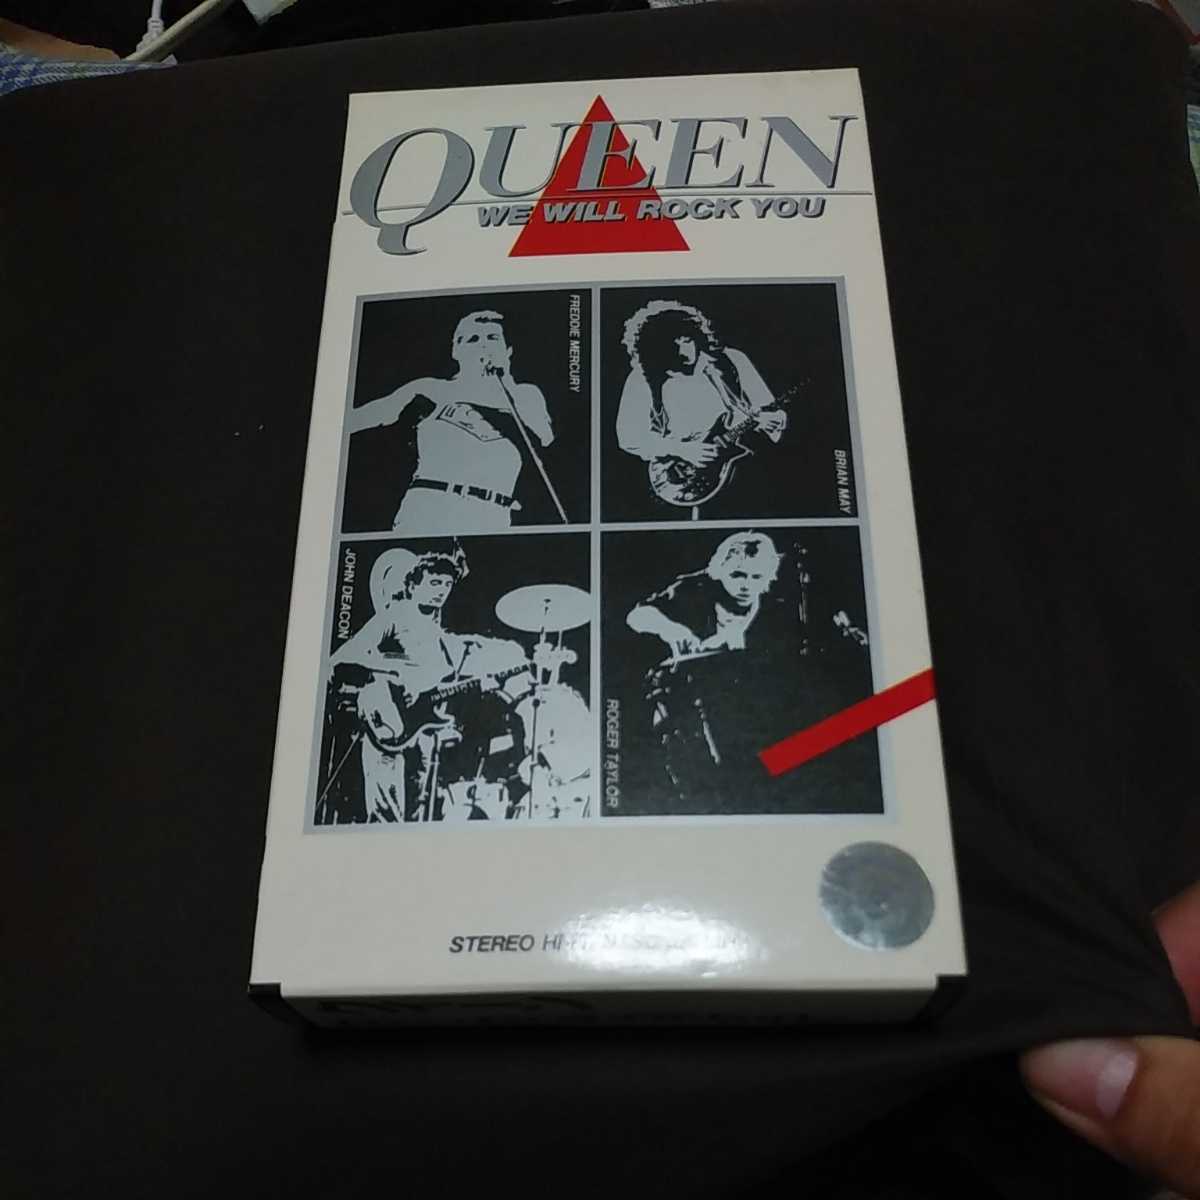 QUEEN
WE WILL ROCK YOU
FREDDIE MERCURY
BRIAN MAY
JOHN DEACON
ROGER TAYLOR
STEREO HI-FI